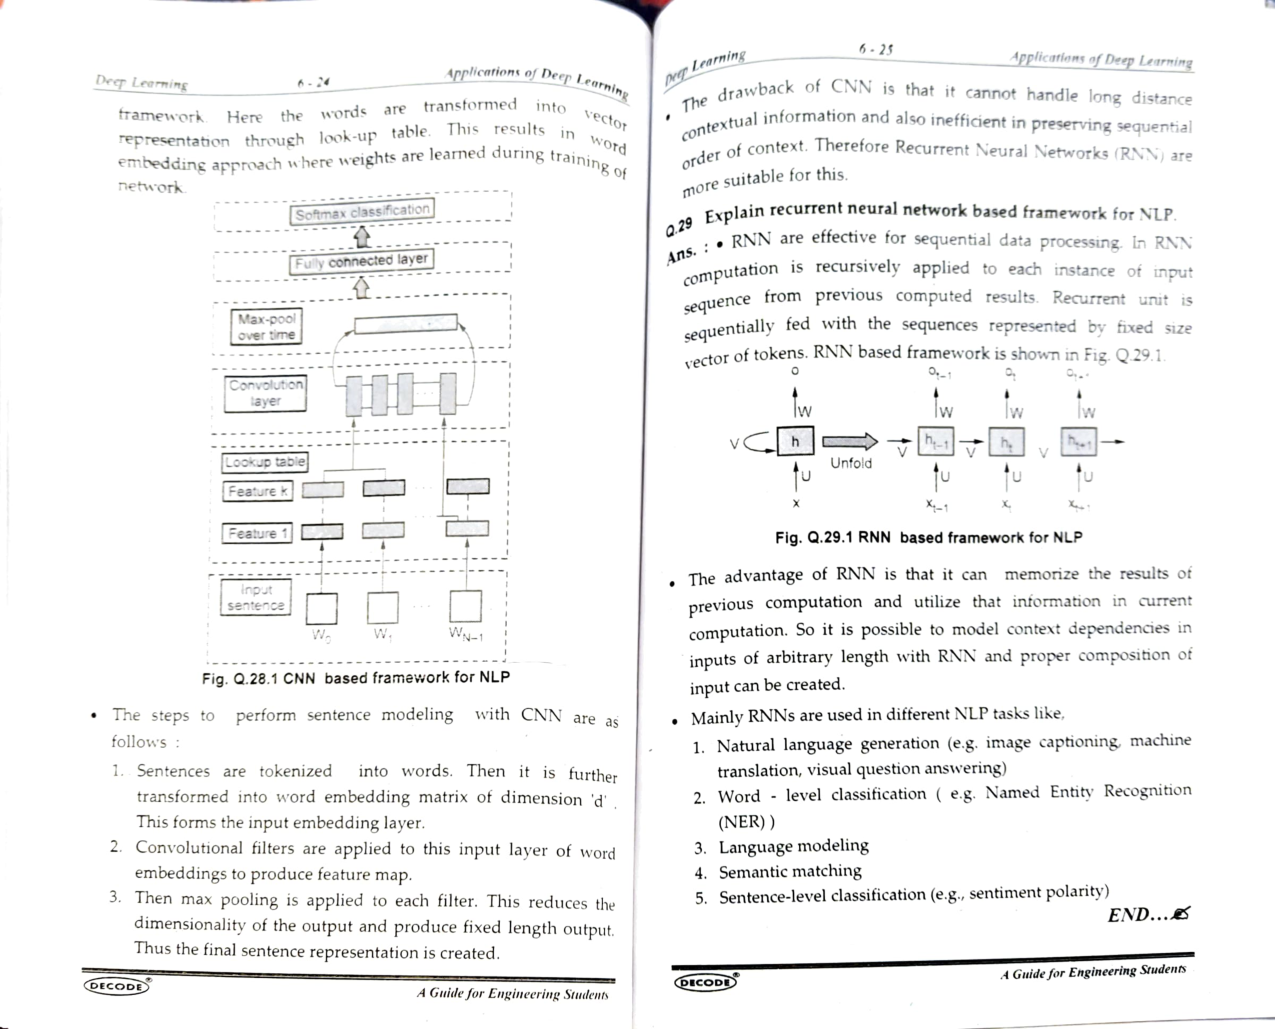 Deep Learning 6 - 24 Applications of Deep Learning
framework. Here the words are transformed into vector
representation through look-up table. This results in word
embedding approach where weights are learned during training of
network.
Softmax classification
Fully connected layer
Max-pool
over time
Convolution
layer
Lookup table
Feature k
Feature 1
Input
sentence
W0 W1 WN-1
Fig. Q.28.1 CNN based framework for NLP
• The steps to perform sentence modeling with CNN are as
follows :
1. Sentences are tokenized into words. Then it is further
transformed into word embedding matrix of dimension 'd'.
This forms the input embedding layer.
2. Convolutional filters are applied to this input layer of word
embeddings to produce feature map.
3. Then max pooling is applied to each filter. This reduces the
dimensionality of the output and produce fixed length output.
Thus the final sentence representation is created.
DECODE®
A Guide for Engineering Students
Deep Learning 6 - 25 Applications of Deep Learning
• The drawback of CNN is that it cannot handle long distance
contextual information and also inefficient in preserving sequential
order of context. Therefore Recurrent Neural Networks (RNN) are
more suitable for this.
Q.29 Explain recurrent neural network based framework for NLP.
Ans. : • RNN are effective for sequential data processing. In RNN
computation is recursively applied to each instance of input
sequence from previous computed results. Recurrent unit is
sequentially fed with the sequences represented by fixed size
vector of tokens. RNN based framework is shown in Fig. Q.29.1.
o ot-1 ot
W W W W
V h Unfold V ht-1 V ht V ht+1
U U U U
x xt-1 xt
Fig. Q.29.1 RNN based framework for NLP
• The advantage of RNN is that it can memorize the results of
previous computation and utilize that information in current
computation. So it is possible to model context dependencies in
inputs of arbitrary length with RNN and proper composition of
input can be created.
• Mainly RNNs are used in different NLP tasks like,
1. Natural language generation (e.g. image captioning, machine
translation, visual question answering)
2. Word - level classification ( e.g. Named Entity Recognition
(NER) )
3. Language modeling
4. Semantic matching
5. Sentence-level classification (e.g., sentiment polarity)
END...✍
DECODE®
A Guide for Engineering Students